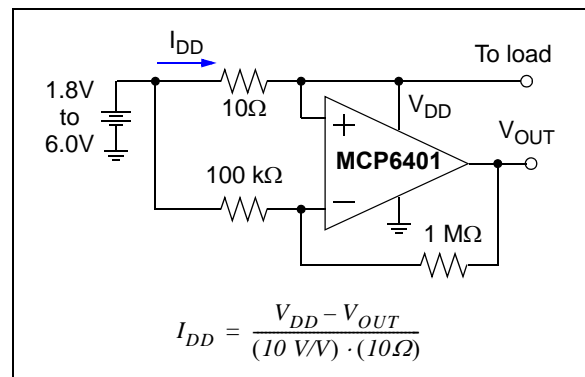 I_DD
To load
1.8V
to
6.0V
10Ω
V_DD
V_OUT
+
MCP6401
100 kΩ
−
1 MΩ
I_DD = (V_DD – V_OUT) / ((10 V/V) · (10Ω))